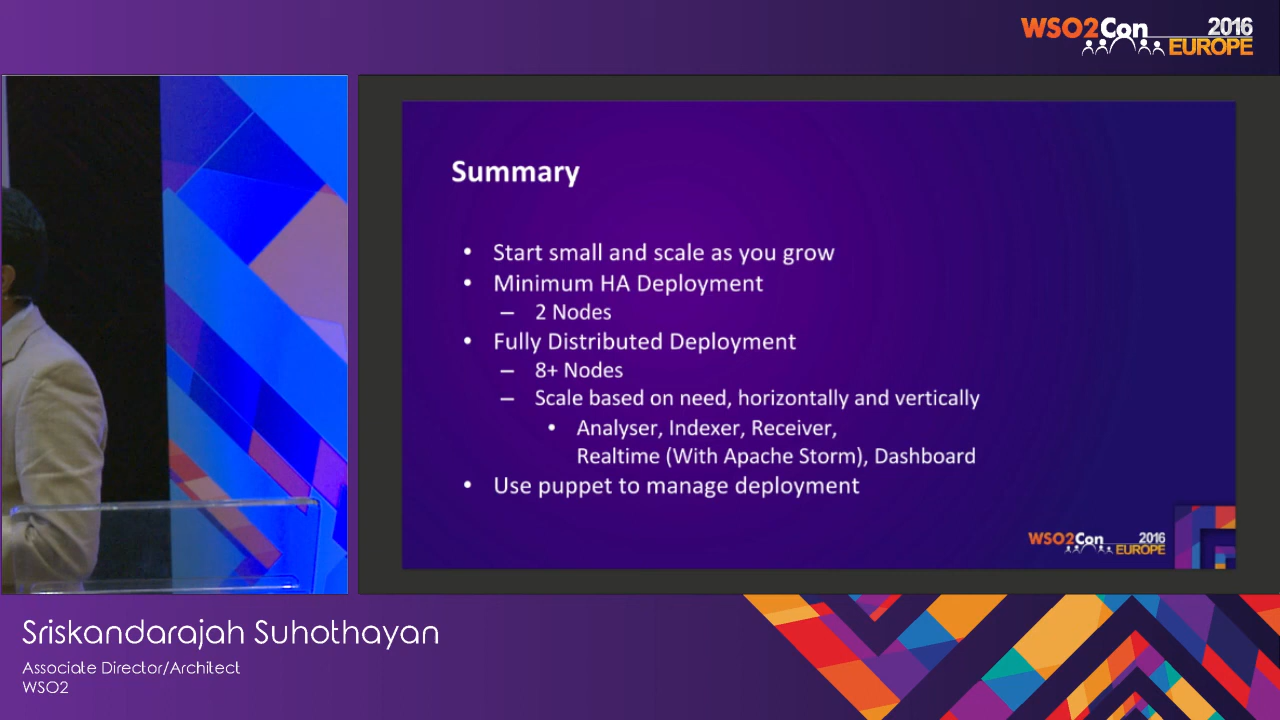 WSO2Con 2016
EUROPE
Summary
• Start small and scale as you grow
• Minimum HA Deployment
– 2 Nodes
• Fully Distributed Deployment
– 8+ Nodes
– Scale based on need, horizontally and vertically
• Analyser, Indexer, Receiver,
Realtime (With Apache Storm), Dashboard
• Use puppet to manage deployment
WSO2Con 2016
EUROPE
Sriskandarajah Suhothayan
Associate Director/Architect
WSO2